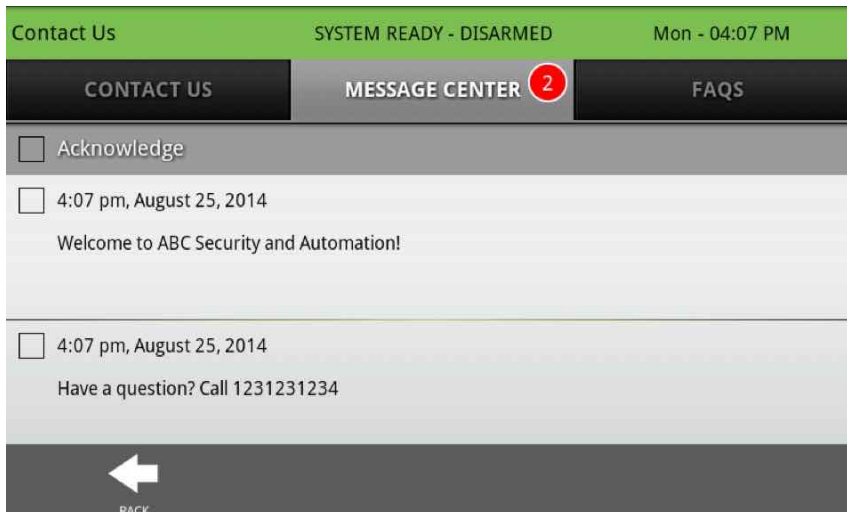 Contact Us SYSTEM READY - DISARMED Mon - 04:07 PM
CONTACT US MESSAGE CENTER 2 FAQS
Acknowledge
4:07 pm, August 25, 2014
Welcome to ABC Security and Automation!
4:07 pm, August 25, 2014
Have a question? Call 1231231234
BACK